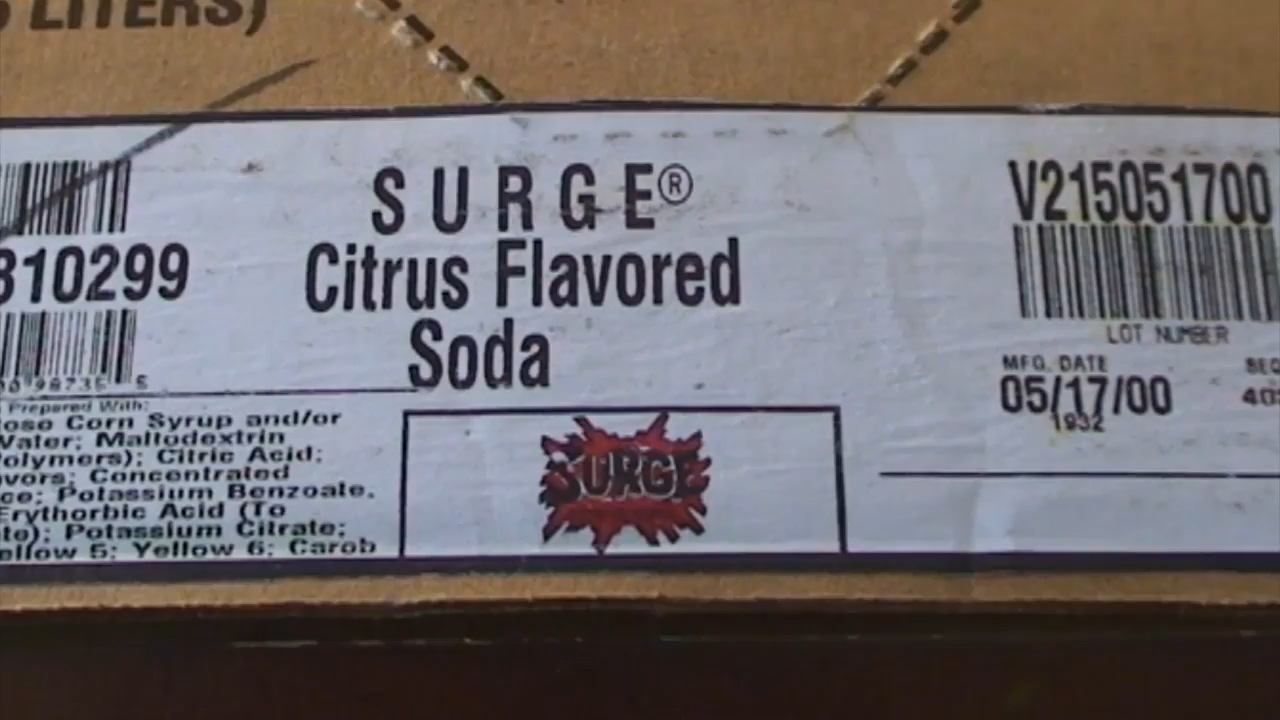 LITERS)
SURGE®
Citrus Flavored
Soda
310299
V215051700
LOT NUMBER
MFG. DATE
05/17/00
1932
SURGE
Prepared With:
Corn Syrup and/or
Water; Maltodextrin
Citric Acid;
Concentrated
Potassium Benzoate,
Erythorbic Acid (To
Potassium Citrate;
5; Yellow 6; Carob